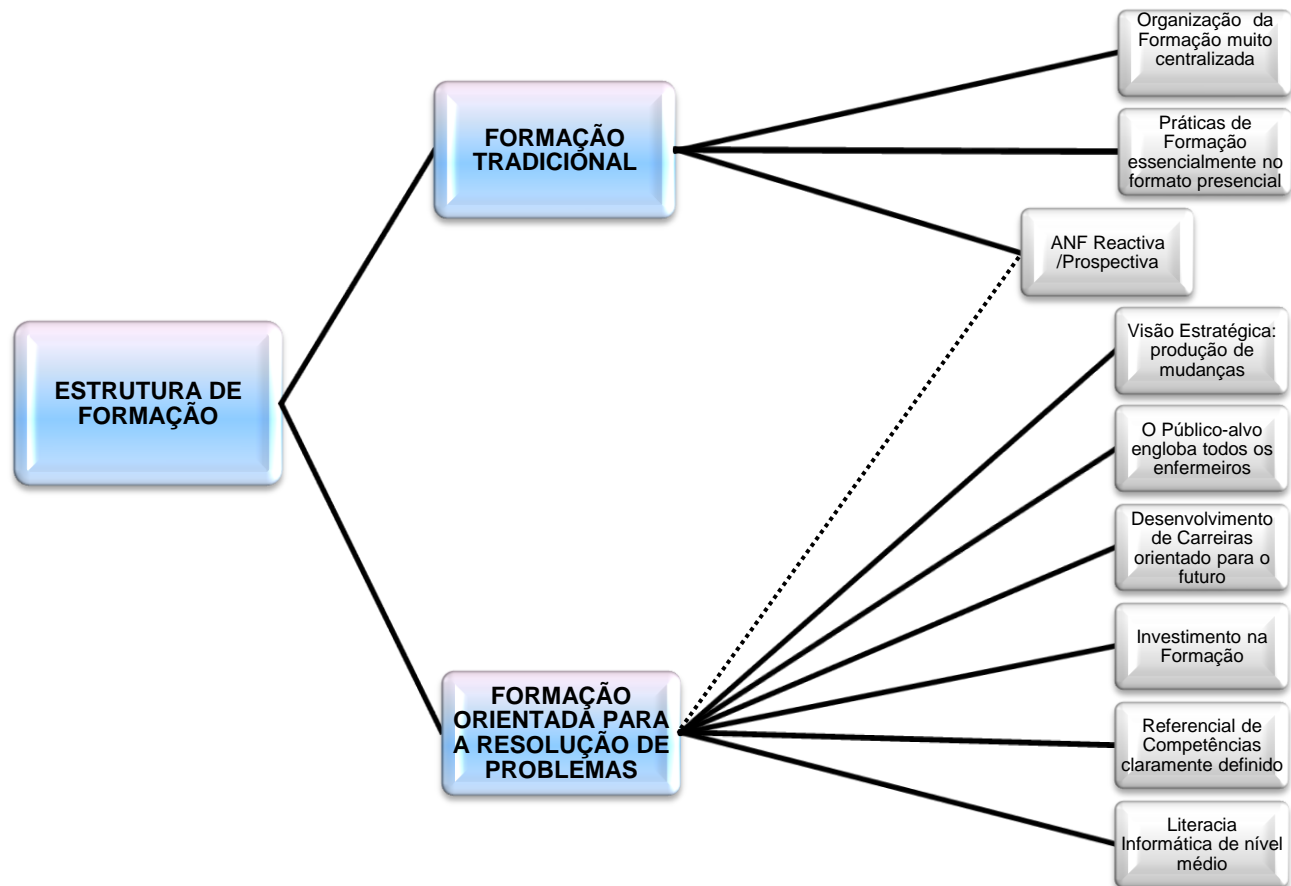 ESTRUTURA DE
FORMAÇÃO
FORMAÇÃO
TRADICIONAL
Organização da
Formação muito
centralizada
Práticas de
Formação
essencialmente no
formato presencial
ANF Reactiva
/Prospectiva
FORMAÇÃO
ORIENTADA PARA
A RESOLUÇÃO DE
PROBLEMAS
Visão Estratégica:
produção de
mudanças
O Público-alvo
engloba todos os
enfermeiros
Desenvolvimento
de Carreiras
orientado para o
futuro
Investimento na
Formação
Referencial de
Competências
claramente definido
Literacia
Informática de nível
médio